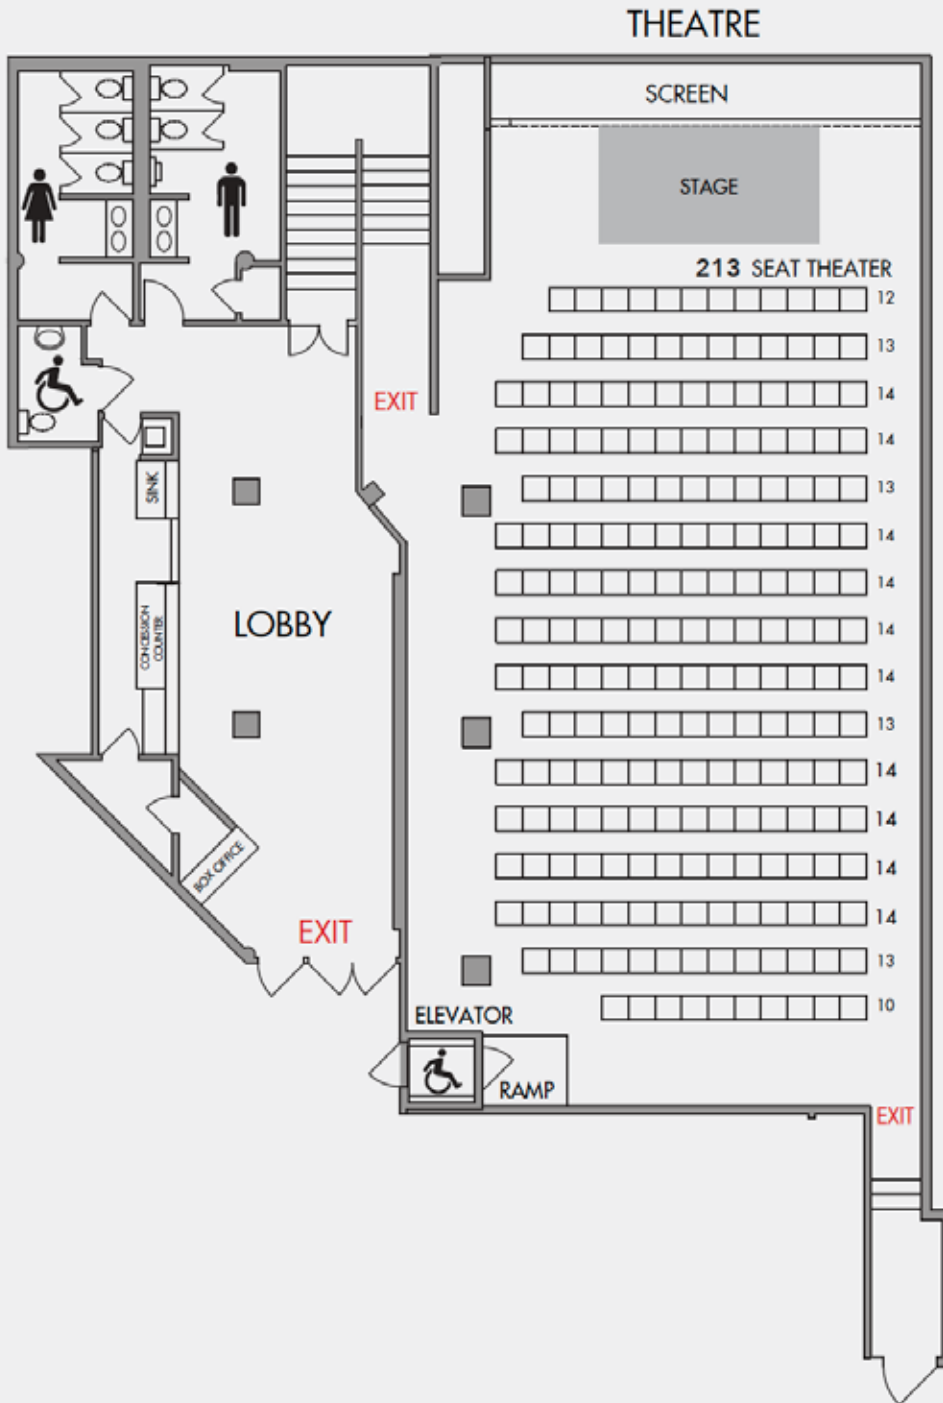 THEATRE
SCREEN
STAGE
213 SEAT THEATER
12
13
14
14
13
14
14
14
14
13
14
14
14
14
13
10
EXIT
SINK
CONCESSION
COUNTER
LOBBY
BOX OFFICE
EXIT
ELEVATOR
RAMP
EXIT